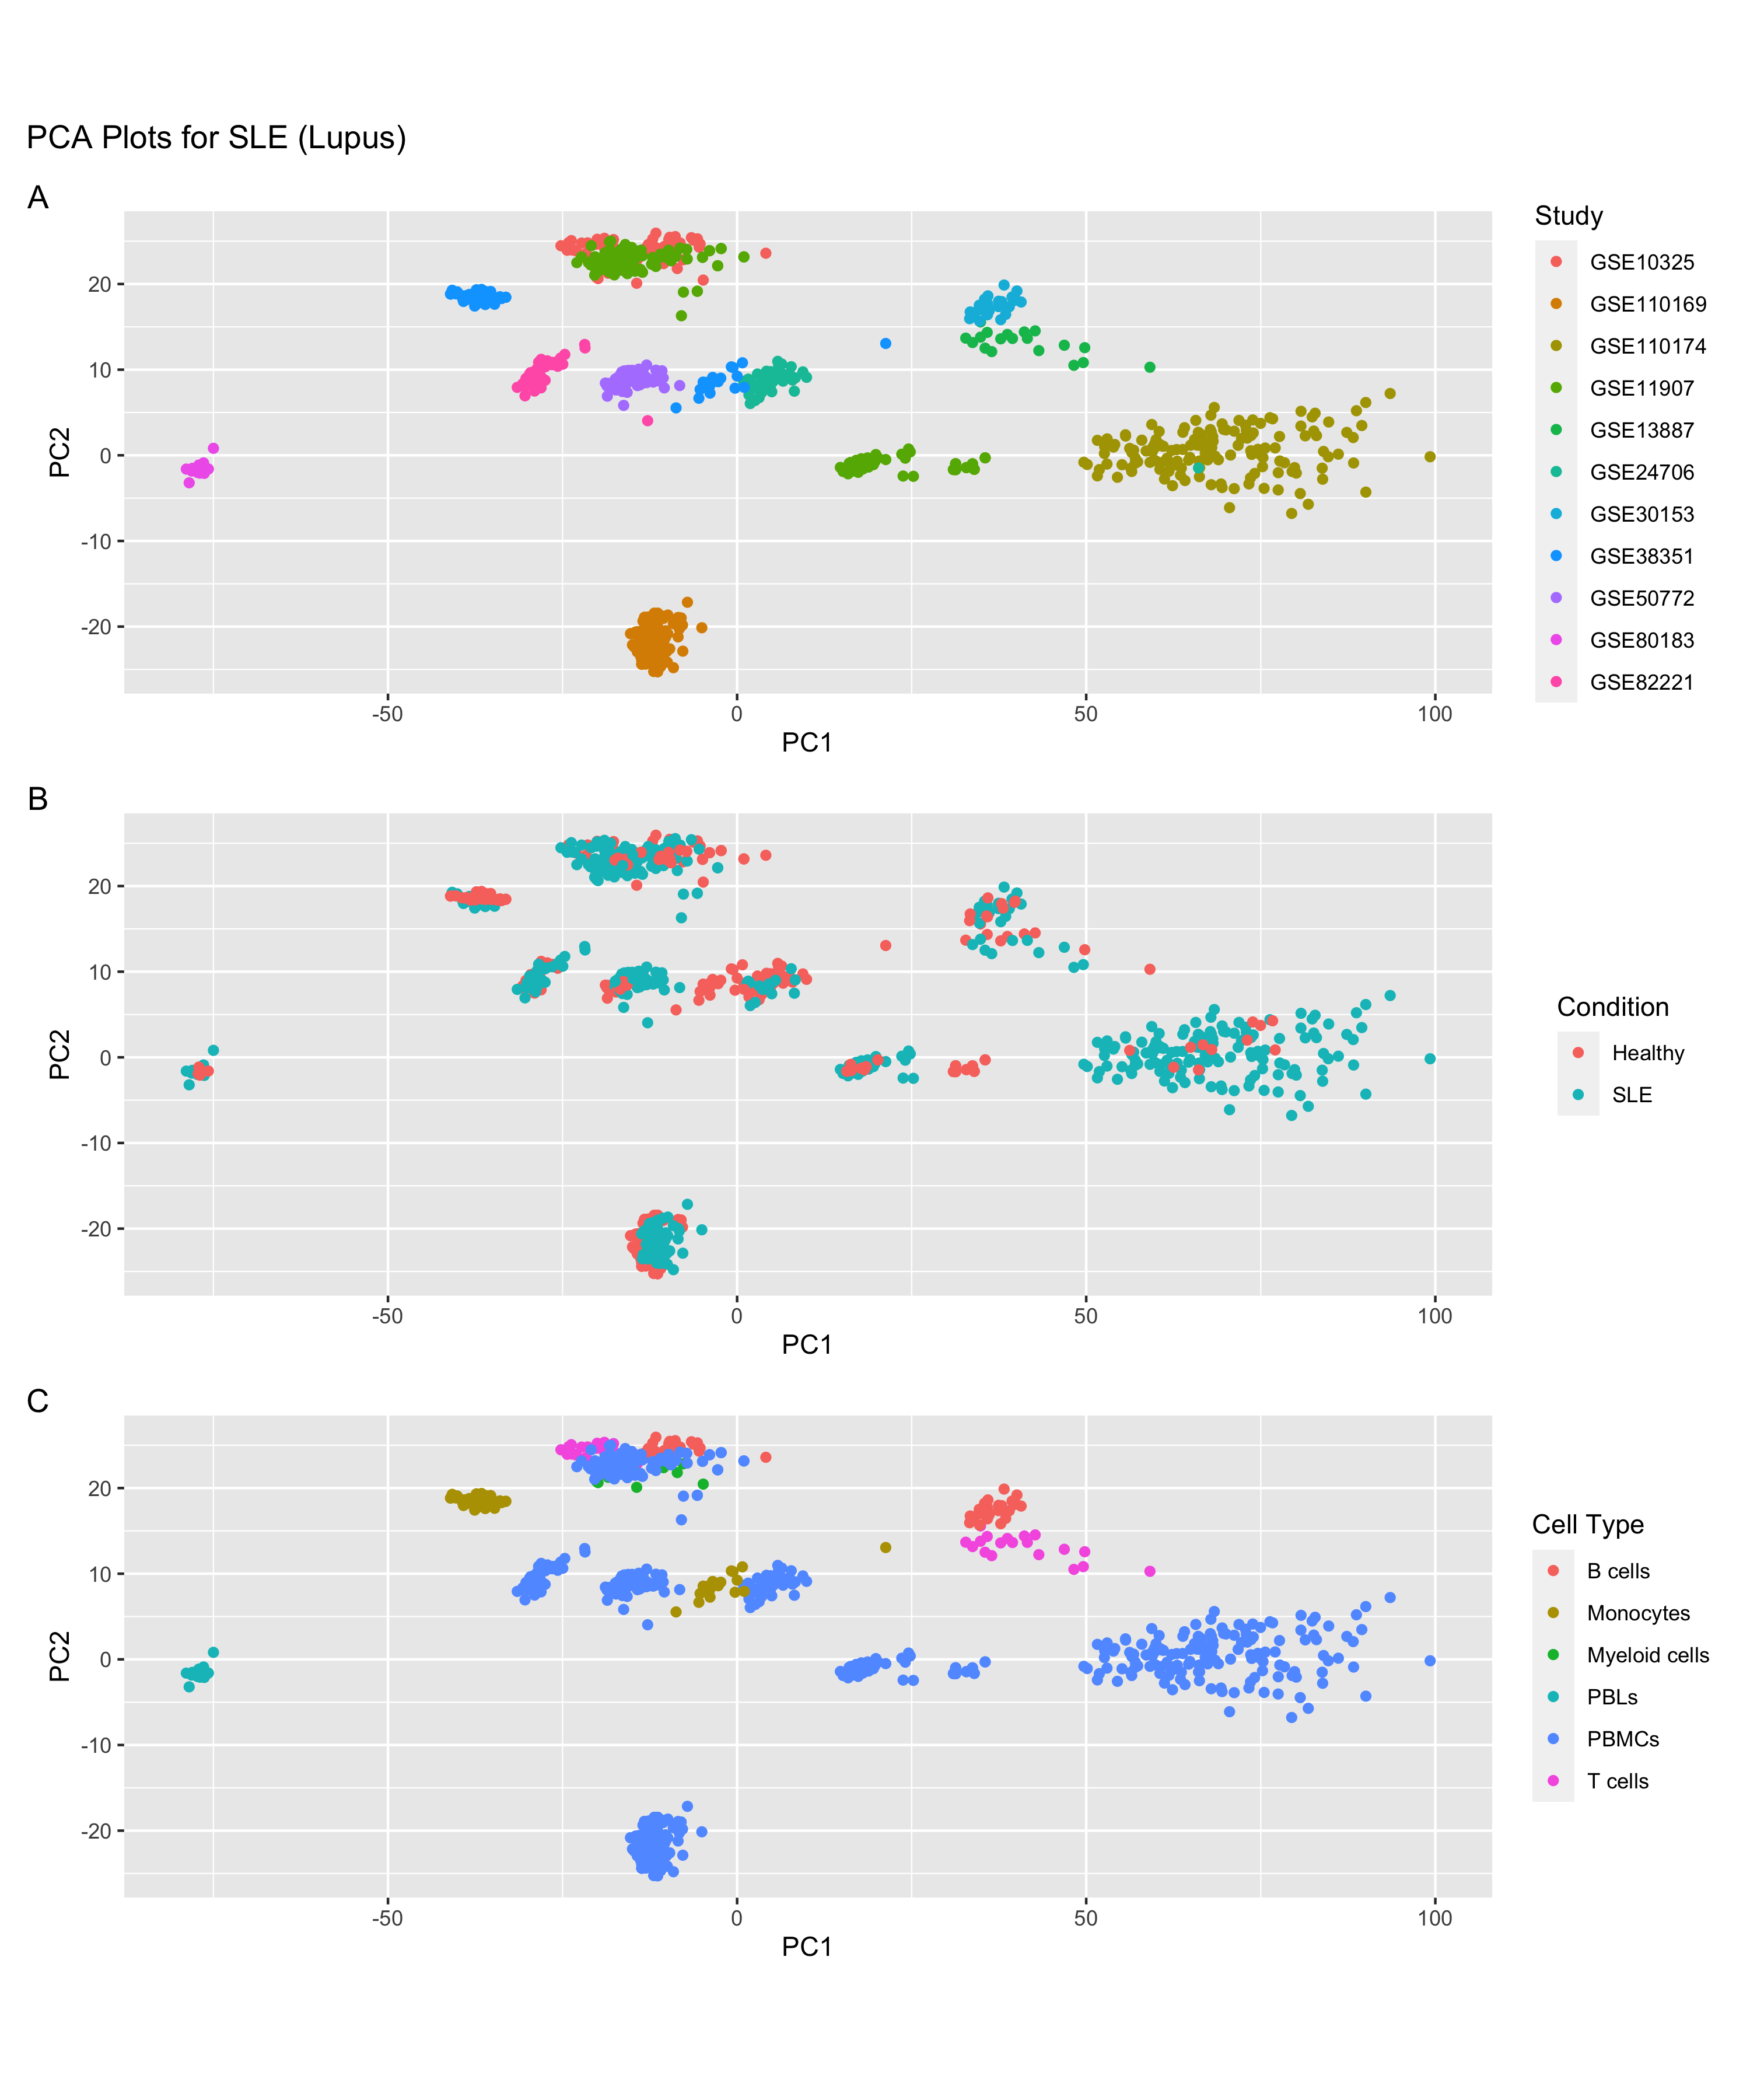 PCA Plots for SLE (Lupus)
A
Study
GSE10325
GSE110169
GSE110174
GSE11907
GSE13887
GSE24706
GSE30153
GSE38351
GSE50772
GSE80183
GSE82221
20
10
0
-10
-20
PC2
-50 0 50 100
PC1
B
Condition
Healthy
SLE
20
10
0
-10
-20
PC2
-50 0 50 100
PC1
C
Cell Type
B cells
Monocytes
Myeloid cells
PBLs
PBMCs
T cells
20
10
0
-10
-20
PC2
-50 0 50 100
PC1